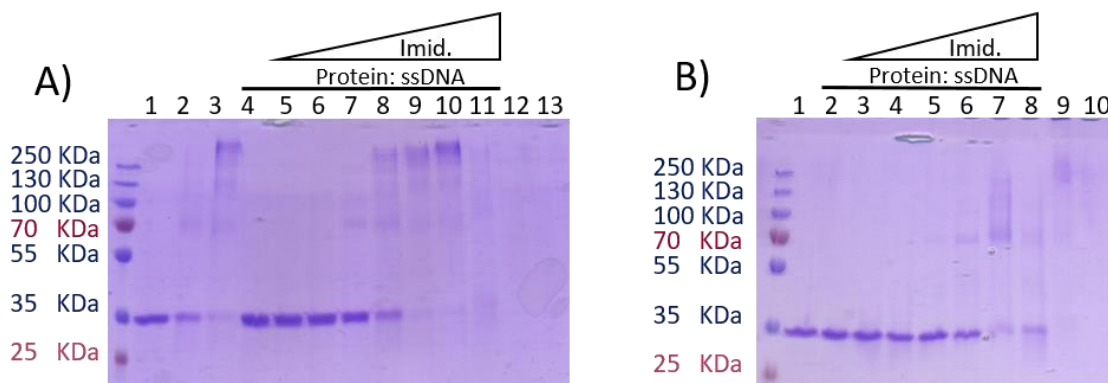 A)
Imid.
Protein: ssDNA
1 2 3 4 5 6 7 8 9 10 11 12 13
250 KDa
130 KDa
100 KDa
70 KDa
55 KDa
35 KDa
25 KDa
B)
Imid.
Protein: ssDNA
1 2 3 4 5 6 7 8 9 10
250 KDa
130 KDa
100 KDa
70 KDa
55 KDa
35 KDa
25 KDa